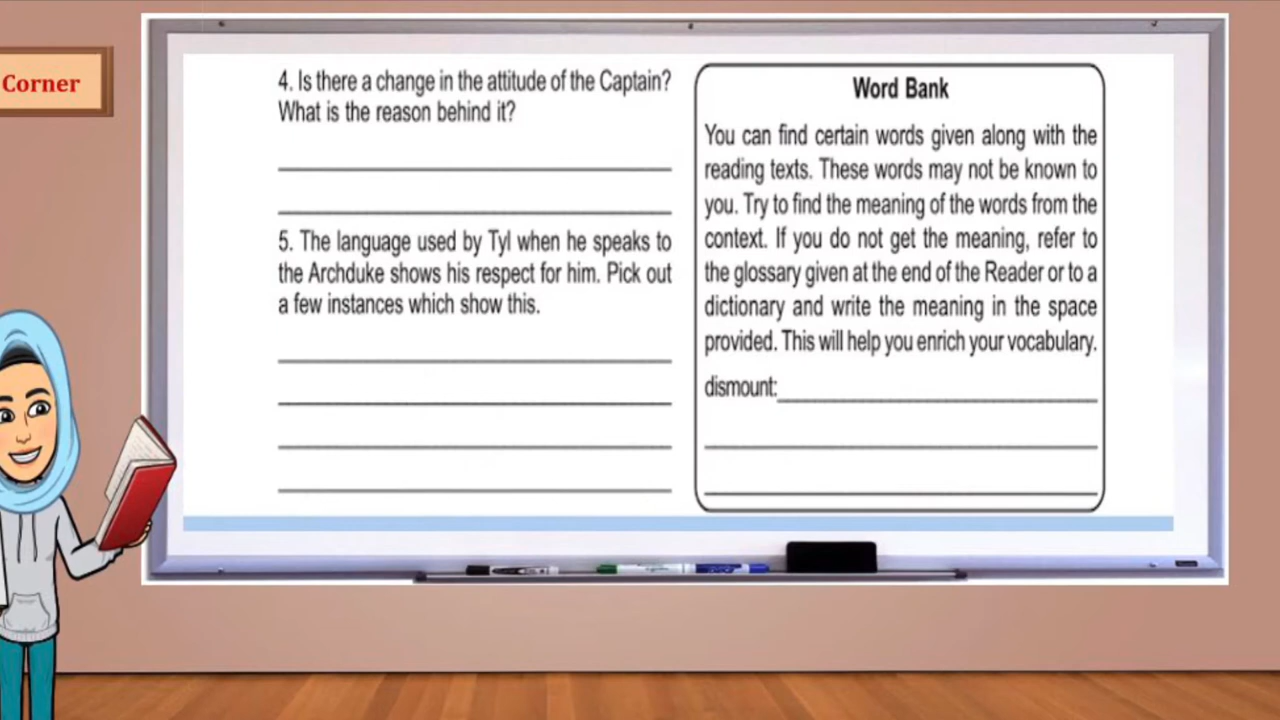 Corner
4. Is there a change in the attitude of the Captain?
What is the reason behind it?
5. The language used by Tyl when he speaks to
the Archduke shows his respect for him. Pick out
a few instances which show this.
Word Bank
You can find certain words given along with the
reading texts. These words may not be known to
you. Try to find the meaning of the words from the
context. If you do not get the meaning, refer to
the glossary given at the end of the Reader or to a
dictionary and write the meaning in the space
provided. This will help you enrich your vocabulary.
dismount: